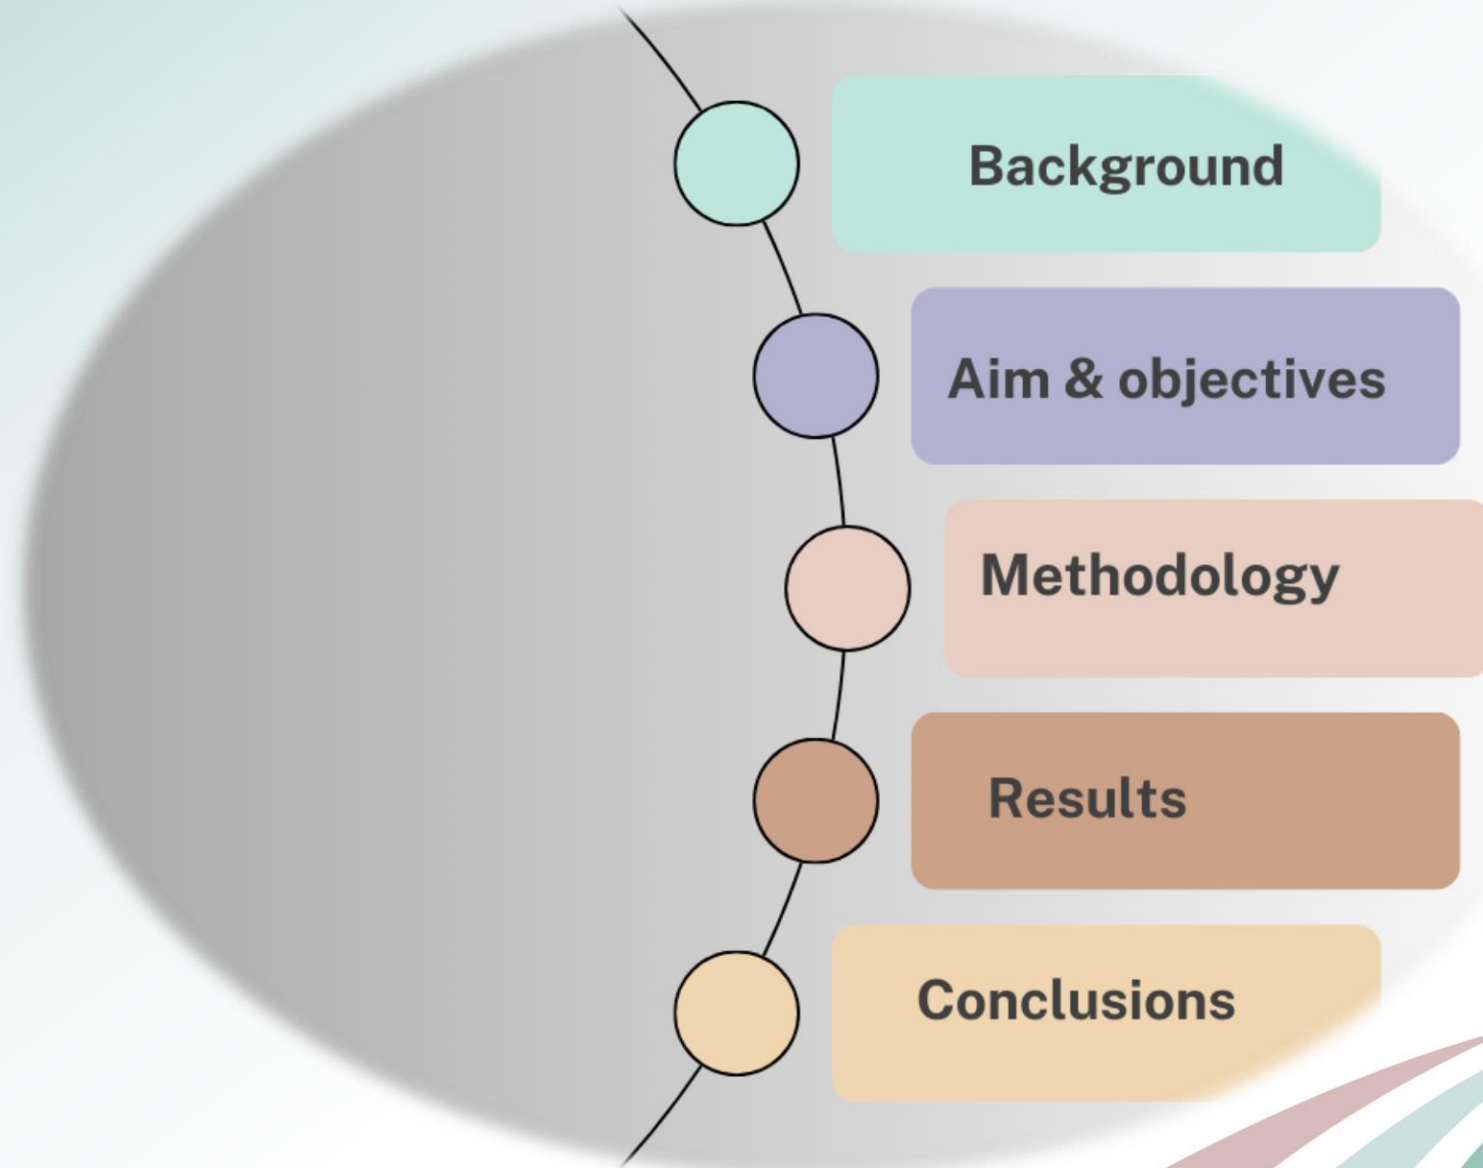 Background
Aim & objectives
Methodology
Results
Conclusions